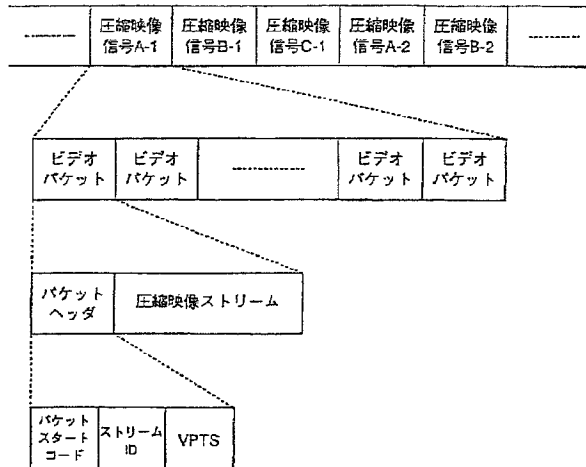 圧縮映像
信号A-1
圧縮映像
信号B-1
圧縮映像
信号C-1
圧縮映像
信号A-2
圧縮映像
信号B-2
ビデオ
パケット
ビデオ
パケット
ビデオ
パケット
ビデオ
パケット
パケット
ヘッダ
圧縮映像ストリーム
パケット
スタート
コード
ストリーム
ID
VPTS